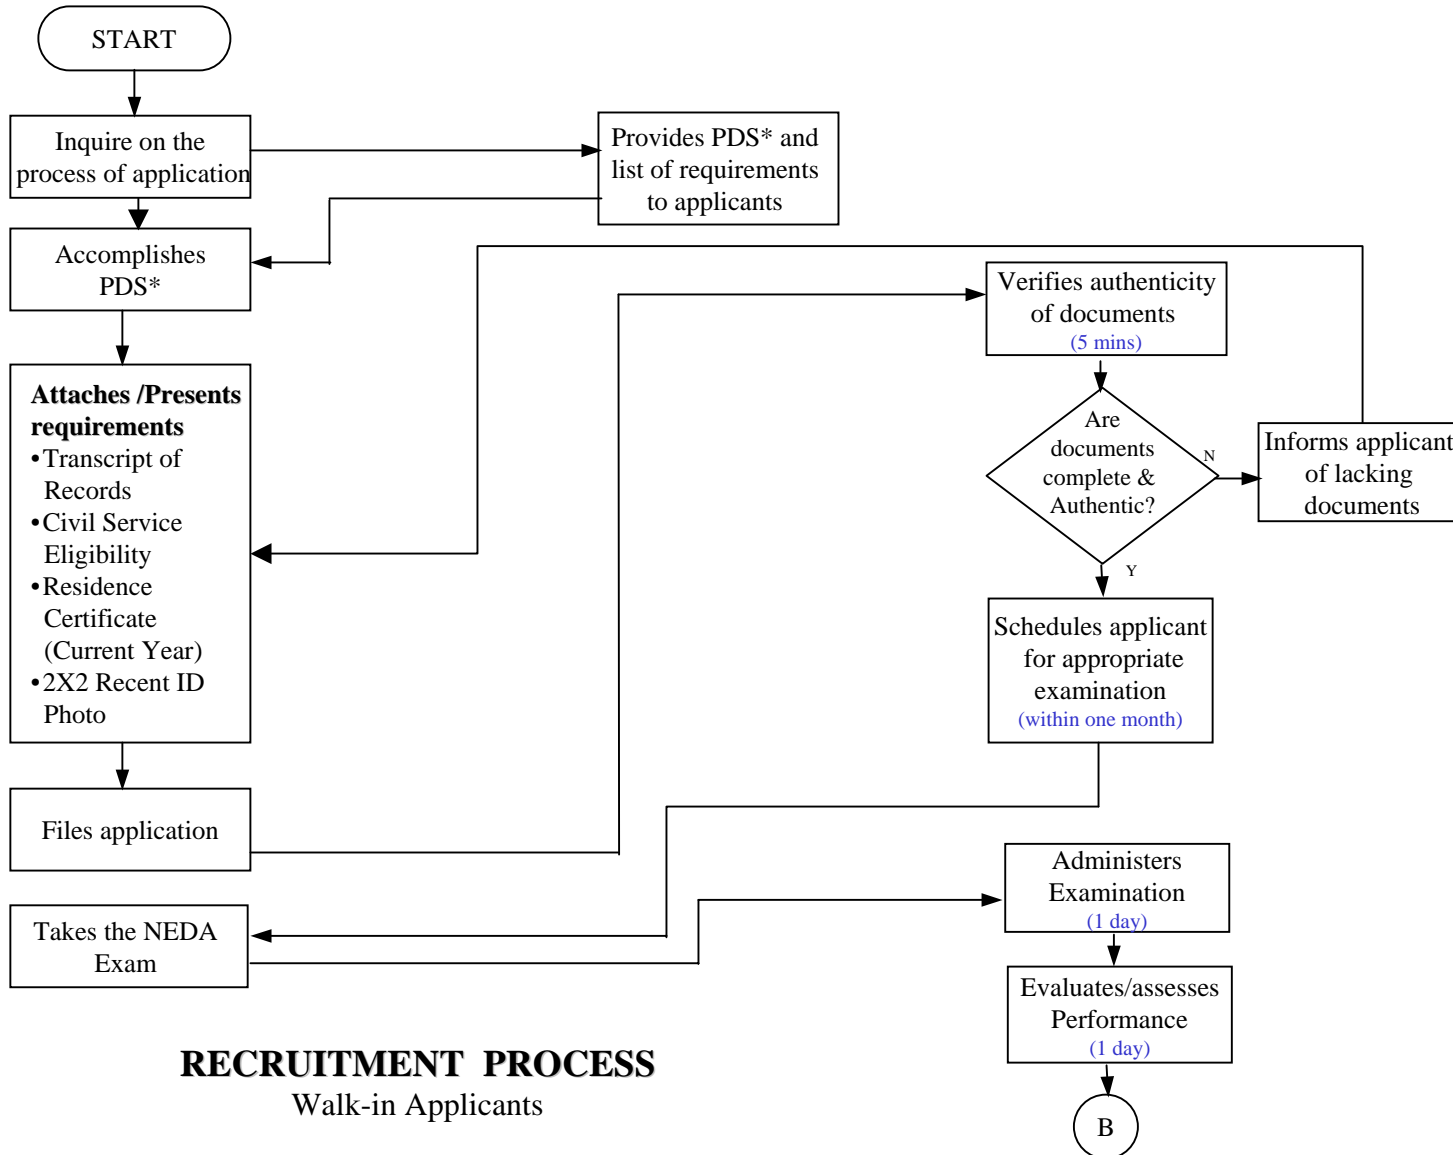 START
Inquire on the
process of application
Provides PDS* and
list of requirements
to applicants
Accomplishes
PDS*
Verifies authenticity
of documents
(5 mins)
Attaches /Presents
requirements
•Transcript of
Records
•Civil Service
Eligibility
•Residence
Certificate
(Current Year)
•2X2 Recent ID
Photo
Are
documents
complete &
Authentic?
N
Y
Informs applicant
of lacking
documents
Schedules applicant
for appropriate
examination
(within one month)
Files application
Takes the NEDA
Exam
Administers
Examination
(1 day)
Evaluates/assesses
Performance
(1 day)
B
RECRUITMENT PROCESS
Walk-in Applicants